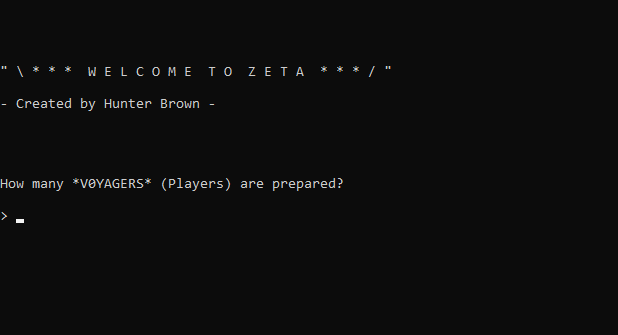 " \ * * *  W E L C O M E  T O  Z E T A  * * * / "
- Created by Hunter Brown -
How many *V0YAGERS* (Players) are prepared?
> _